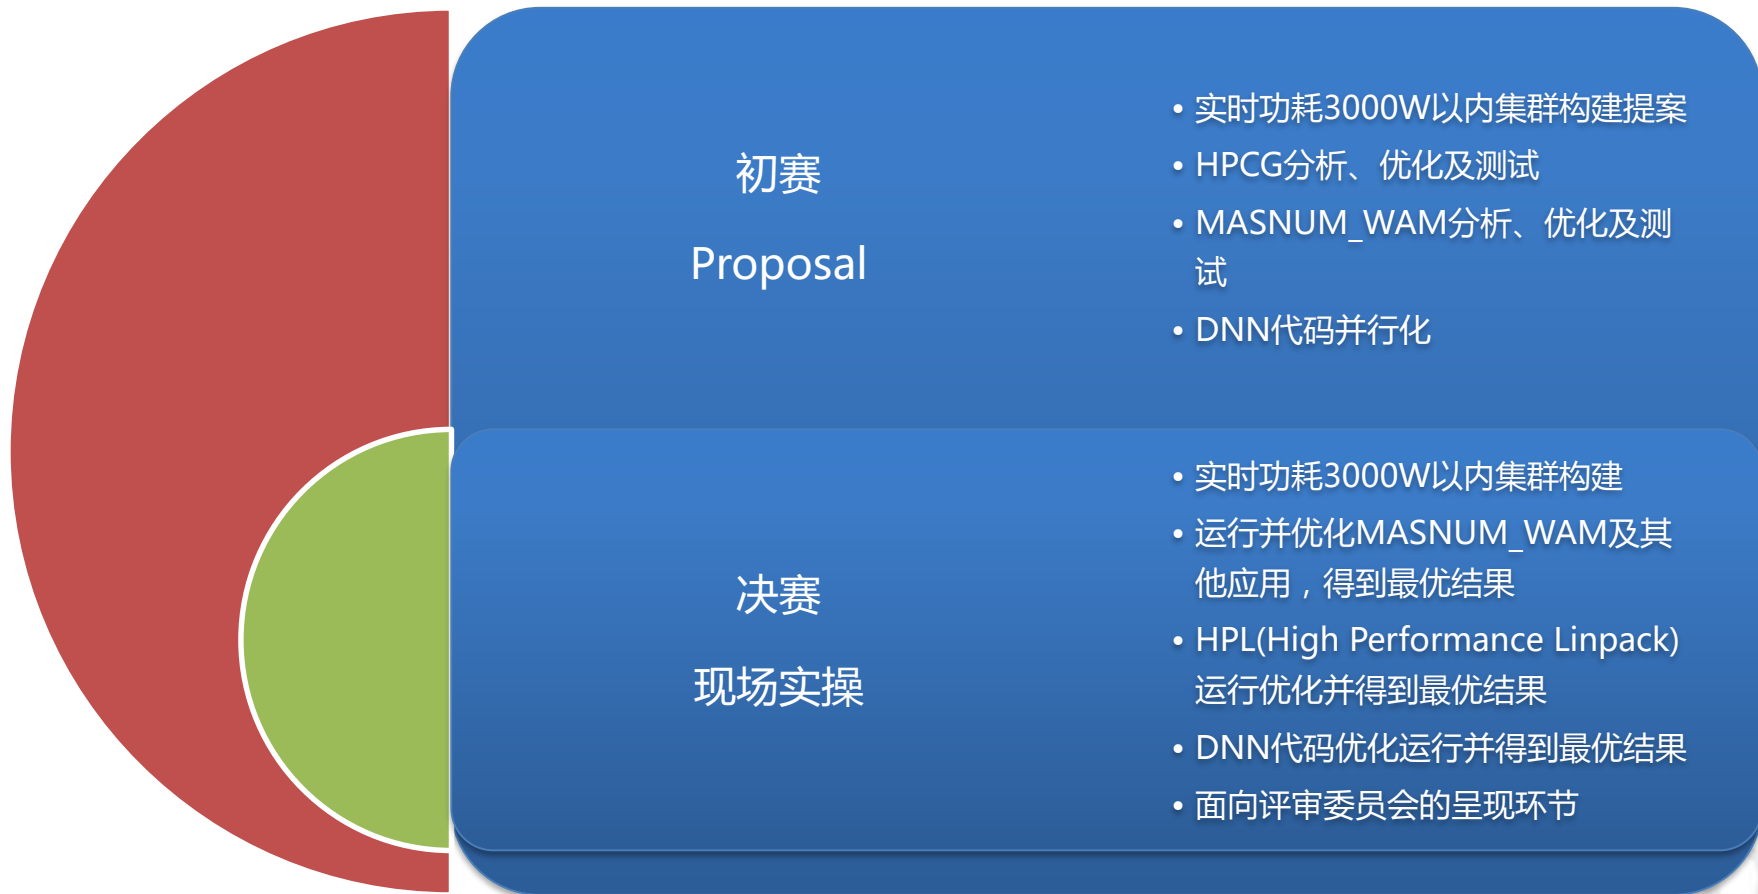 初赛
Proposal
• 实时功耗3000W以内集群构建提案
• HPCG分析、优化及测试
• MASNUM_WAM分析、优化及测
试
• DNN代码并行化
决赛
现场实操
• 实时功耗3000W以内集群构建
• 运行并优化MASNUM_WAM及其
他应用，得到最优结果
• HPL(High Performance Linpack)
运行优化并得到最优结果
• DNN代码优化运行并得到最优结果
• 面向评审委员会的呈现环节